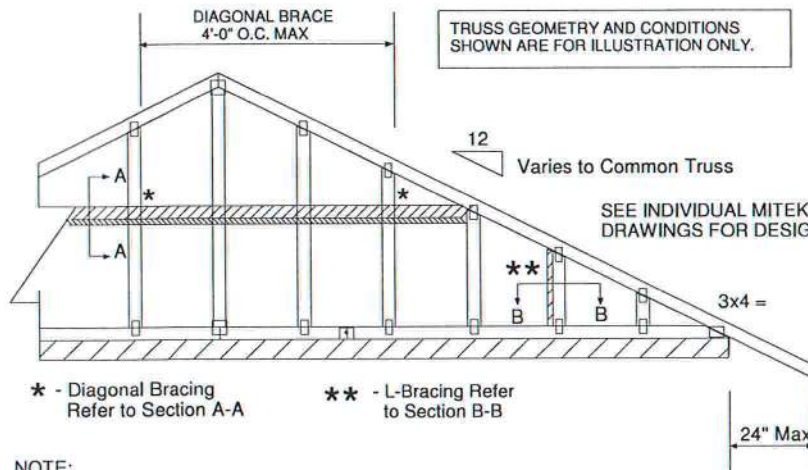 DIAGONAL BRACE
4'-0" O.C. MAX
TRUSS GEOMETRY AND CONDITIONS
SHOWN ARE FOR ILLUSTRATION ONLY.
12
Varies to Common Truss
A
*
*
A
SEE INDIVIDUAL MITEK
DRAWINGS FOR DESIG
**
B
B
3x4 =
* - Diagonal Bracing
Refer to Section A-A
** - L-Bracing Refer
to Section B-B
24" Max
NOTE: